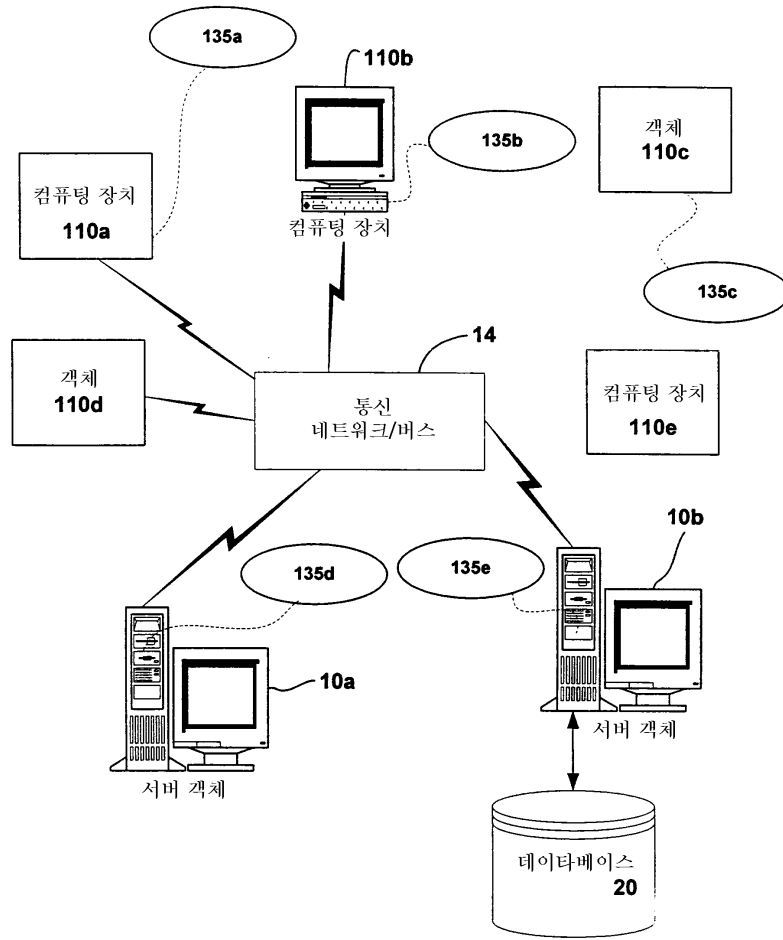 135a
110b
135b
객체
110c
컴퓨팅 장치
110a
컴퓨팅 장치
135c
14
객체
110d
통신
네트워크/버스
컴퓨팅 장치
110e
10b
135d
135e
10a
서버 객체
서버 객체
데이타베이스
20